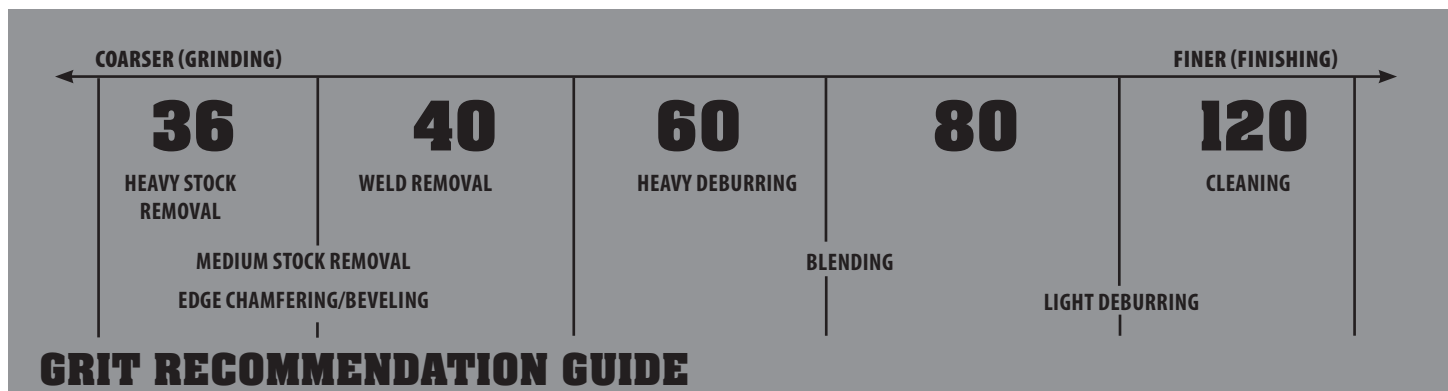 COARSER (GRINDING) FINER (FINISHING)
36 40 60 80 120
HEAVY STOCK REMOVAL WELD REMOVAL HEAVY DEBURRING CLEANING
MEDIUM STOCK REMOVAL BLENDING
EDGE CHAMFERING/BEVELING LIGHT DEBURRING
GRIT RECOMMENDATION GUIDE